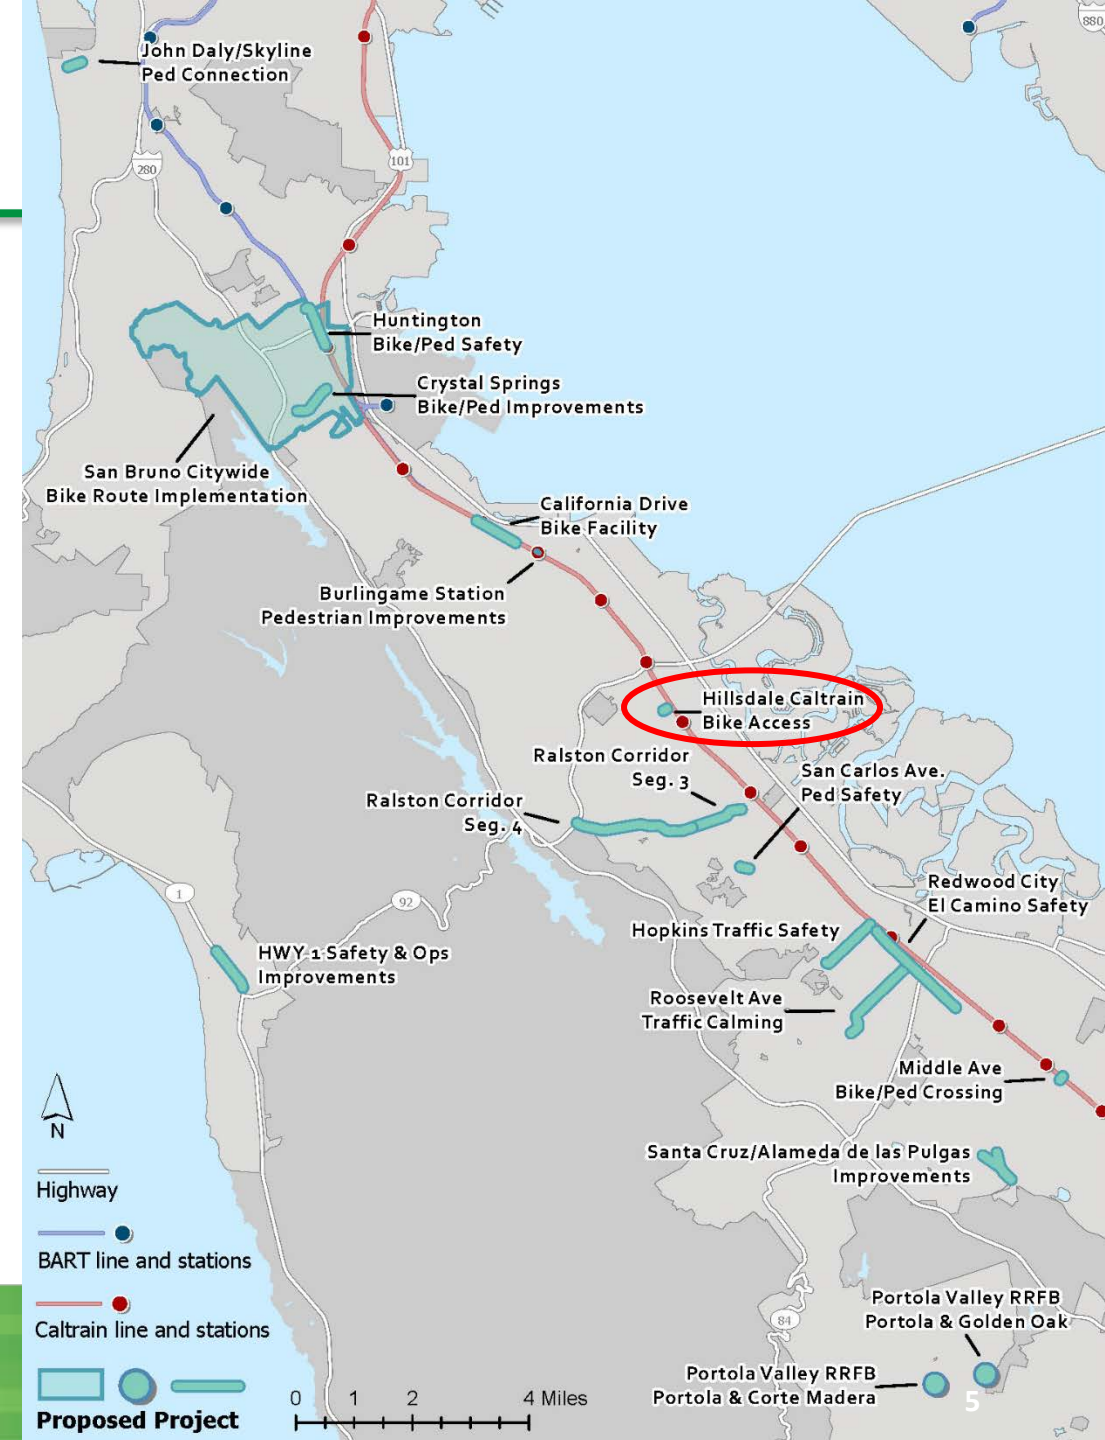 880
John Daly/Skyline
Ped Connection
101
280
Huntington
Bike/Ped Safety
Crystal Springs
Bike/Ped Improvements
San Bruno Citywide
Bike Route Implementation
California Drive
Bike Facility
Burlingame Station
Pedestrian Improvements
Hillsdale Caltrain
Bike Access
Ralston Corridor
Seg. 3
San Carlos Ave.
Ped Safety
Ralston Corridor
Seg. 4
Redwood City
El Camino Safety
1
92
Hopkins Traffic Safety
HWY 1 Safety & Ops
Improvements
Roosevelt Ave
Traffic Calming
Middle Ave
Bike/Ped Crossing
N
Santa Cruz/Alameda de las Pulgas
Improvements
Highway
BART line and stations
Caltrain line and stations
Proposed Project
84
Portola Valley RRFB
Portola & Golden Oak
Portola Valley RRFB
Portola & Corte Madera
5
0 1 2 4 Miles